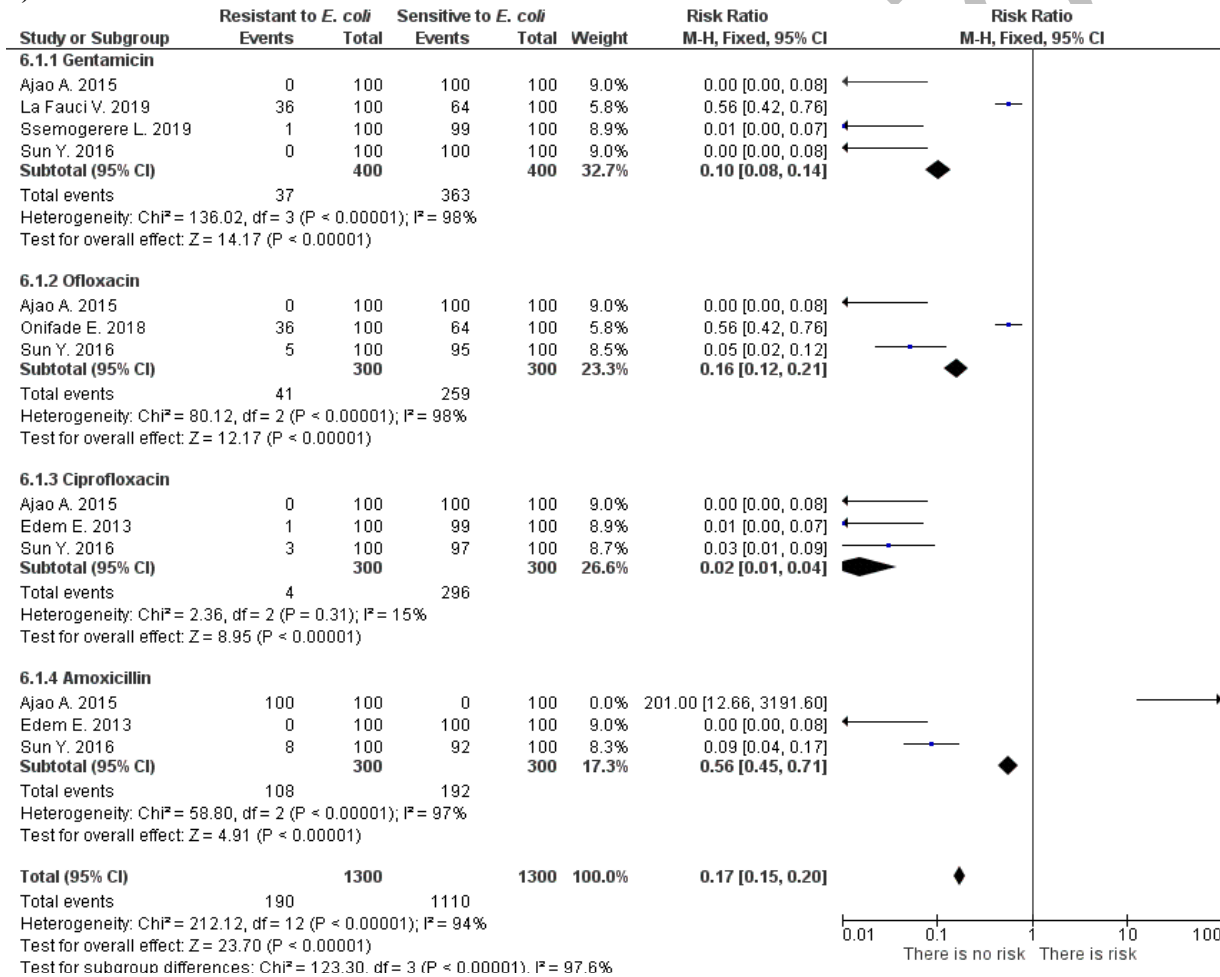 Resistant to E. coli Sensitive to E. coli Risk Ratio Risk Ratio
Study or Subgroup Events Total Events Total Weight M-H, Fixed, 95% CI M-H, Fixed, 95% CI
6.1.1 Gentamicin
Ajao A. 2015 0 100 100 100 9.0% 0.00 [0.00, 0.08]
La Fauci V. 2019 36 100 64 100 5.8% 0.56 [0.42, 0.76]
Ssemogerere L. 2019 1 100 99 100 8.9% 0.01 [0.00, 0.07]
Sun Y. 2016 0 100 100 100 9.0% 0.00 [0.00, 0.08]
Subtotal (95% CI) 400 400 32.7% 0.10 [0.08, 0.14]
Total events 37 363
Heterogeneity: Chi² = 136.02, df = 3 (P < 0.00001); I² = 98%
Test for overall effect: Z = 14.17 (P < 0.00001)
6.1.2 Ofloxacin
Ajao A. 2015 0 100 100 100 9.0% 0.00 [0.00, 0.08]
Onifade E. 2018 36 100 64 100 5.8% 0.56 [0.42, 0.76]
Sun Y. 2016 5 100 95 100 8.5% 0.05 [0.02, 0.12]
Subtotal (95% CI) 300 300 23.3% 0.16 [0.12, 0.21]
Total events 41 259
Heterogeneity: Chi² = 80.12, df = 2 (P < 0.00001); I² = 98%
Test for overall effect: Z = 12.17 (P < 0.00001)
6.1.3 Ciprofloxacin
Ajao A. 2015 0 100 100 100 9.0% 0.00 [0.00, 0.08]
Edem E. 2013 1 100 99 100 8.9% 0.01 [0.00, 0.07]
Sun Y. 2016 3 100 97 100 8.7% 0.03 [0.01, 0.09]
Subtotal (95% CI) 300 300 26.6% 0.02 [0.01, 0.04]
Total events 4 296
Heterogeneity: Chi² = 2.36, df = 2 (P = 0.31); I² = 15%
Test for overall effect: Z = 8.95 (P < 0.00001)
6.1.4 Amoxicillin
Ajao A. 2015 100 100 0 100 0.0% 201.00 [12.66, 3191.60]
Edem E. 2013 0 100 100 100 9.0% 0.00 [0.00, 0.08]
Sun Y. 2016 8 100 92 100 8.3% 0.09 [0.04, 0.17]
Subtotal (95% CI) 300 300 17.3% 0.56 [0.45, 0.71]
Total events 108 192
Heterogeneity: Chi² = 58.80, df = 2 (P < 0.00001); I² = 97%
Test for overall effect: Z = 4.91 (P < 0.00001)
Total (95% CI) 1300 1300 100.0% 0.17 [0.15, 0.20]
Total events 190 1110
Heterogeneity: Chi² = 212.12, df = 12 (P < 0.00001); I² = 94%
Test for overall effect: Z = 23.70 (P < 0.00001)
Test for subgroup differences: Chi² = 123.30, df = 3 (P < 0.00001), I² = 97.6%
0.01 0.1 1 10 100
There is no risk There is risk